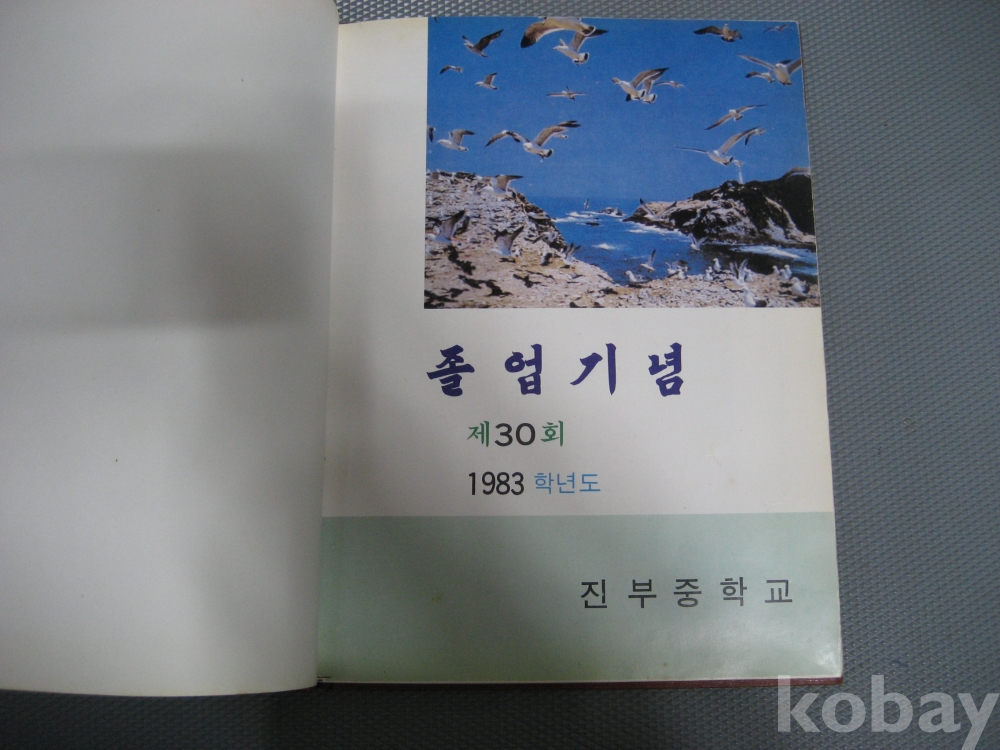 졸업기념
제30회
1983 학년도
진부중학교
kobay